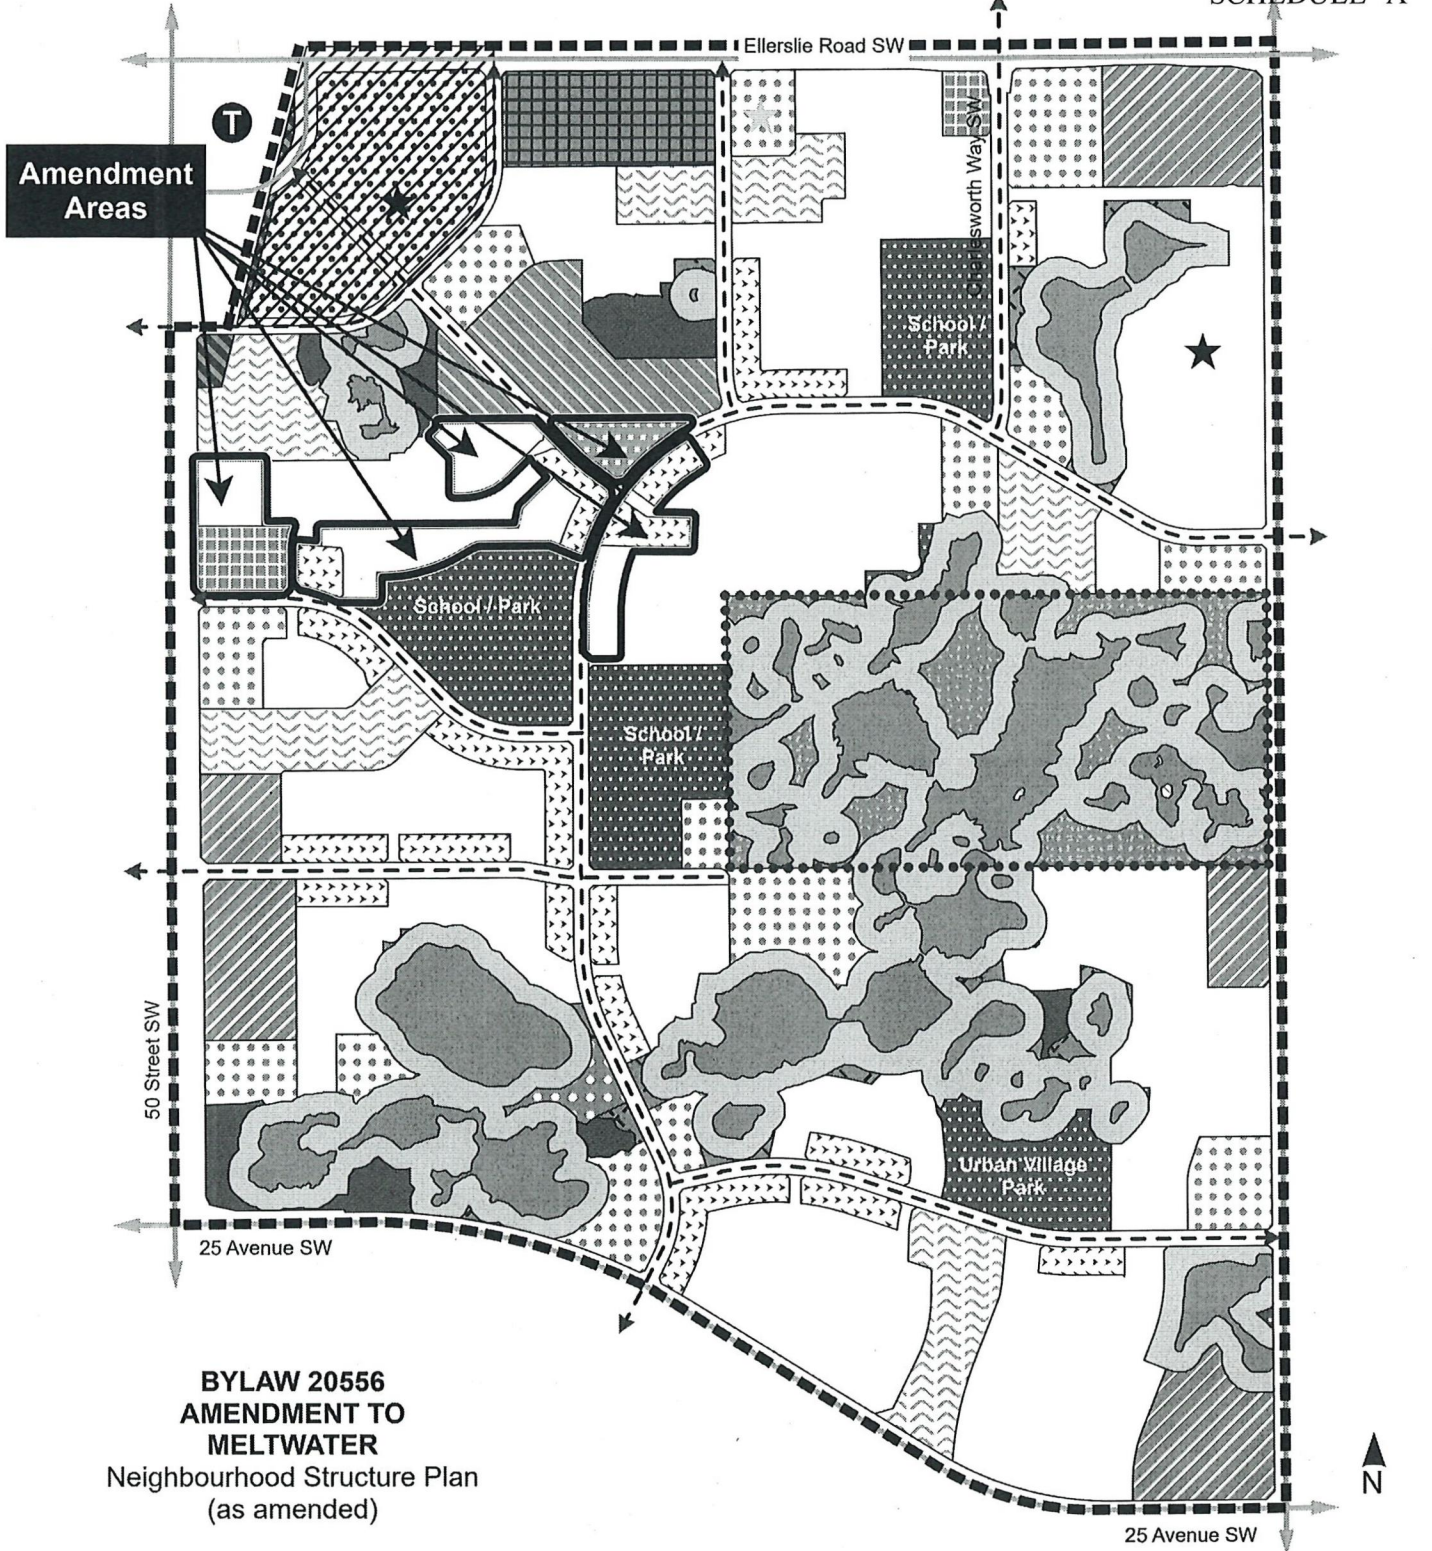 SCHEDULE "A"
Ellerslie Road SW
T
Amendment
Areas
Charlesworth Way SW
School /
Park
School / Park
School /
Park
50 Street SW
Urban Village
Park
25 Avenue SW
BYLAW 20556
AMENDMENT TO
MELTWATER
Neighbourhood Structure Plan
(as amended)
N
25 Avenue SW